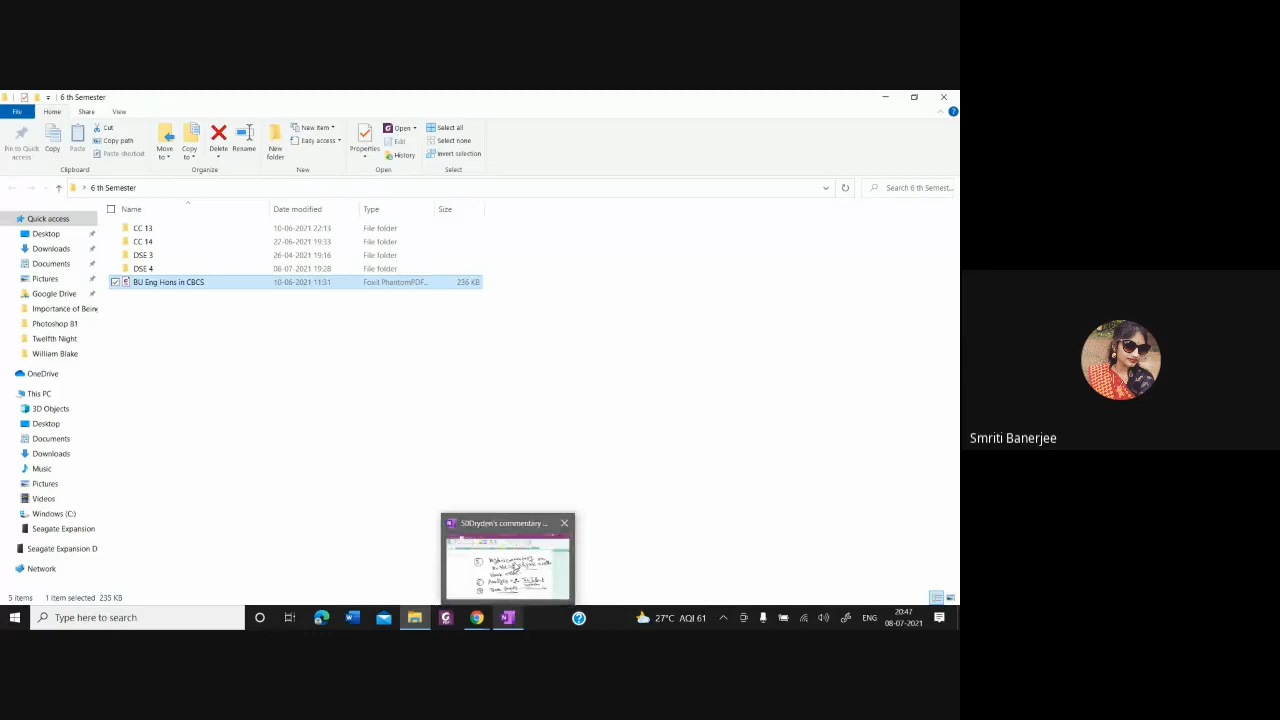 6 th Semester
File Home Share View
Pin to Quick access
Copy
Paste
Cut
Copy path
Paste shortcut
Clipboard
Move to
Copy to
Delete
Rename
Organize
New folder
New item
Easy access
New
Properties
Open
Edit
History
Open
Select all
Select none
Invert selection
Select
6 th Semester
Search 6 th Semest...
Name Date modified Type Size
CC 13 10-06-2021 22:13 File folder
CC 14 22-06-2021 19:33 File folder
DSE 3 26-04-2021 19:16 File folder
DSE 4 08-07-2021 19:28 File folder
BU Eng Hons in CBCS 10-06-2021 11:31 Foxit PhantomPDF... 236 KB
Quick access
Desktop
Downloads
Documents
Pictures
Google Drive
Importance of Being
Photoshop 81
Twelfth Night
William Blake
OneDrive
This PC
3D Objects
Desktop
Documents
Downloads
Music
Pictures
Videos
Windows (C:)
Seagate Expansion
Seagate Expansion D
Network
Smriti Banerjee
50Dryden's commentary ...
5 items 1 item selected 235 KB
Type here to search
27°C AQI 61
ENG
20:47
08-07-2021